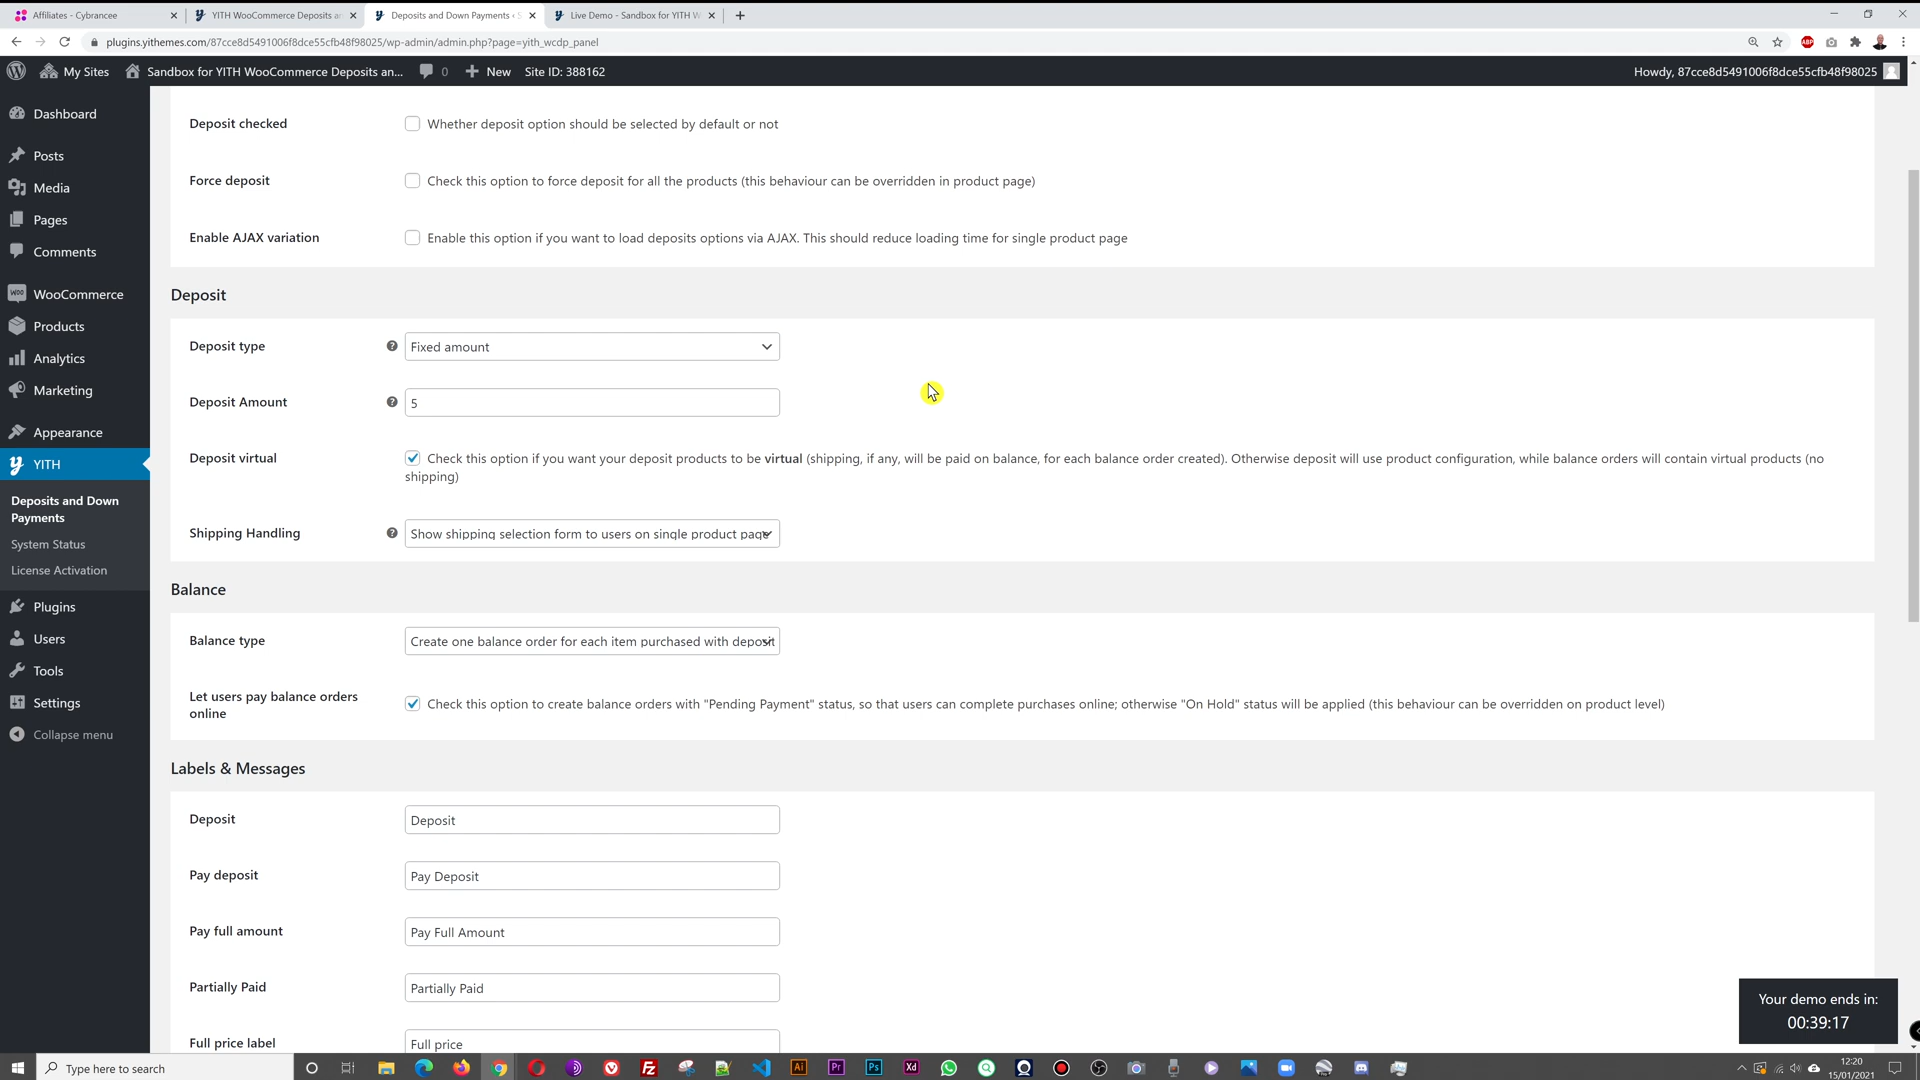 Affiliates - Cybrancee
YITH WooCommerce Deposits an
Deposits and Down Payments ‹ S
Live Demo - Sandbox for YITH W
plugins.yithemes.com/87cce8d5491006f8dce55cfb48f98025/wp-admin/admin.php?page=yith_wcdp_panel
My Sites
Sandbox for YITH WooCommerce Deposits an...
0
New
Site ID: 388162
Howdy, 87cce8d5491006f8dce55cfb48f98025
Dashboard
Posts
Media
Pages
Comments
WooCommerce
Products
Analytics
Marketing
Appearance
YITH
Deposits and Down
Payments
System Status
License Activation
Plugins
Users
Tools
Settings
Collapse menu
Deposit checked
Whether deposit option should be selected by default or not
Force deposit
Check this option to force deposit for all the products (this behaviour can be overridden in product page)
Enable AJAX variation
Enable this option if you want to load deposits options via AJAX. This should reduce loading time for single product page
Deposit
Deposit type
Fixed amount
Deposit Amount
5
Deposit virtual
Check this option if you want your deposit products to be virtual (shipping, if any, will be paid on balance, for each balance order created). Otherwise deposit will use product configuration, while balance orders will contain virtual products (no
shipping)
Shipping Handling
Show shipping selection form to users on single product page
Balance
Balance type
Create one balance order for each item purchased with deposit
Let users pay balance orders
online
Check this option to create balance orders with "Pending Payment" status, so that users can complete purchases online; otherwise "On Hold" status will be applied (this behaviour can be overridden on product level)
Labels & Messages
Deposit
Deposit
Pay deposit
Pay Deposit
Pay full amount
Pay Full Amount
Partially Paid
Partially Paid
Full price label
Full price
Your demo ends in:
00:39:17
Type here to search
12:20
15/01/2021